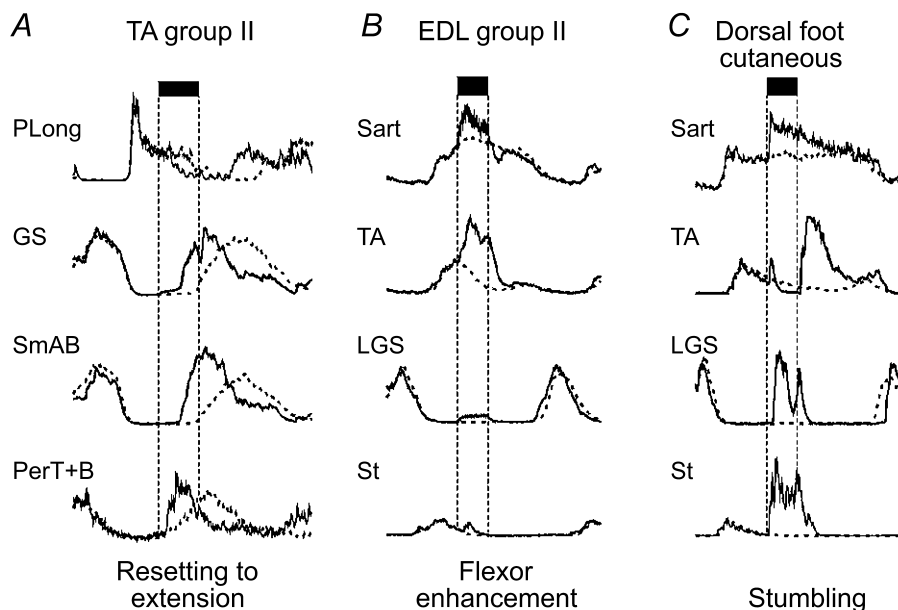 A
TA group II
PLong
GS
SmAB
PerT+B
Resetting to
extension
B
EDL group II
Sart
TA
LGS
St
Flexor
enhancement
C
Dorsal foot
cutaneous
Sart
TA
LGS
St
Stumbling